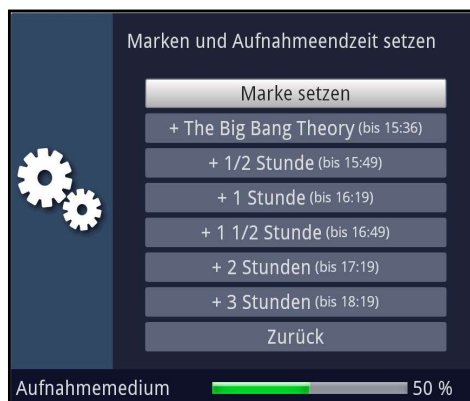 Marken und Aufnahmeendzeit setzen
Marke setzen
+ The Big Bang Theory (bis 15:36)
+ 1/2 Stunde (bis 15:49)
+ 1 Stunde (bis 16:19)
+ 1 1/2 Stunde (bis 16:49)
+ 2 Stunden (bis 17:19)
+ 3 Stunden (bis 18:19)
Zurück
Aufnahmemedium 50 %